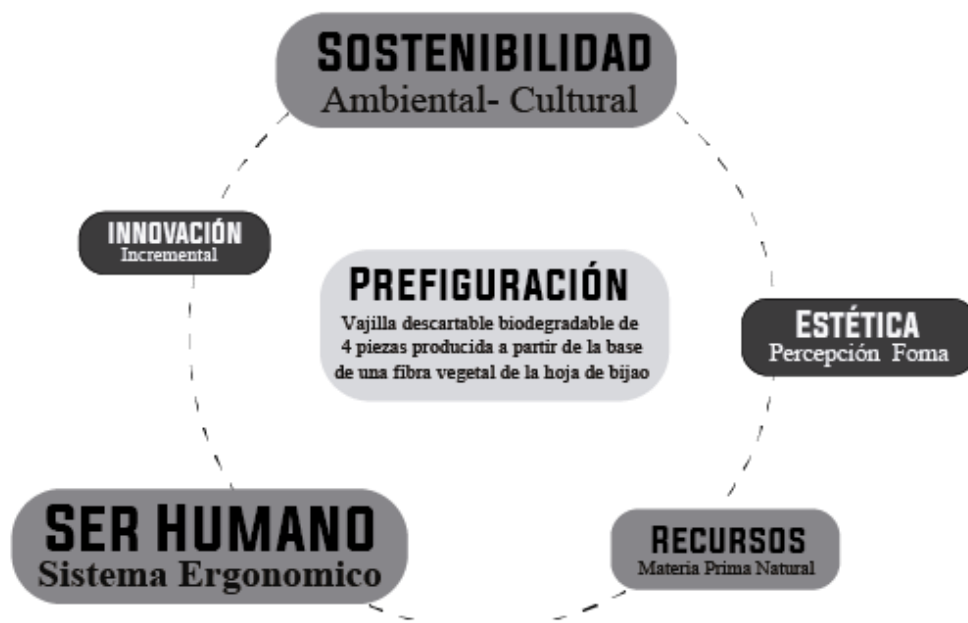 SOSTENIBILIDAD
Ambiental- Cultural
INNOVACIÓN
Incremental
PREFIGURACIÓN
Vajilla descartable biodegradable de
4 piezas producida a partir de la base
de una fibra vegetal de la hoja de bijao
ESTÉTICA
Percepción Foma
SER HUMANO
Sistema Ergonomico
RECURSOS
Materia Prima Natural